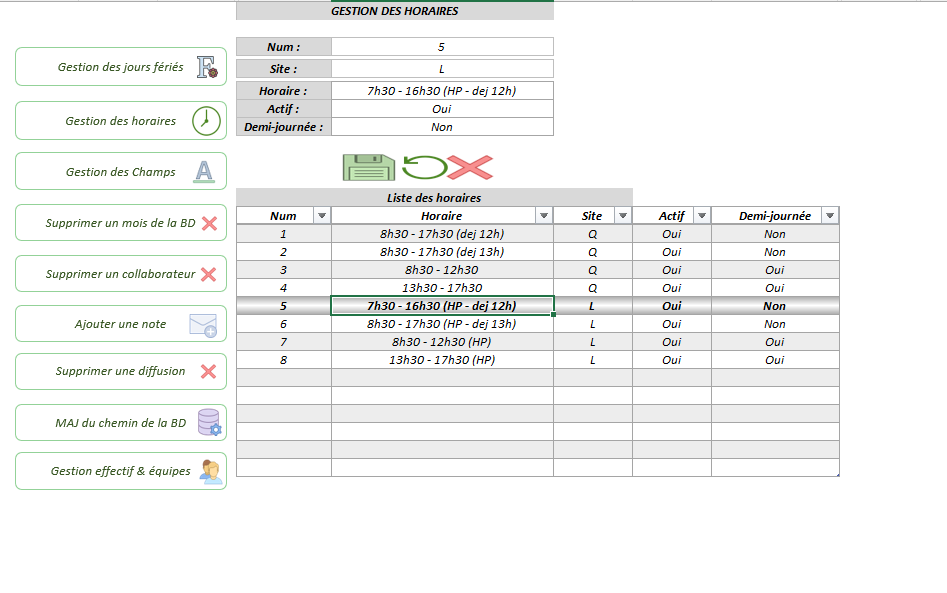 GESTION DES HORAIRES
Num : 5
Site : L
Horaire : 7h30 - 16h30 (HP - dej 12h)
Actif : Oui
Demi-journée : Non
Gestion des jours fériés
Gestion des horaires
Gestion des Champs
Supprimer un mois de la BD
Supprimer un collaborateur
Ajouter une note
Supprimer une diffusion
MAJ du chemin de la BD
Gestion effectif & équipes
Liste des horaires
Num Horaire Site Actif Demi-journée
1 8h30 - 17h30 (dej 12h) Q Oui Non
2 8h30 - 17h30 (dej 13h) Q Oui Non
3 8h30 - 12h30 Q Oui Oui
4 13h30 - 17h30 Q Oui Oui
5 7h30 - 16h30 (HP - dej 12h) L Oui Non
6 8h30 - 17h30 (HP - dej 13h) L Oui Non
7 8h30 - 12h30 (HP) L Oui Oui
8 13h30 - 17h30 (HP) L Oui Oui